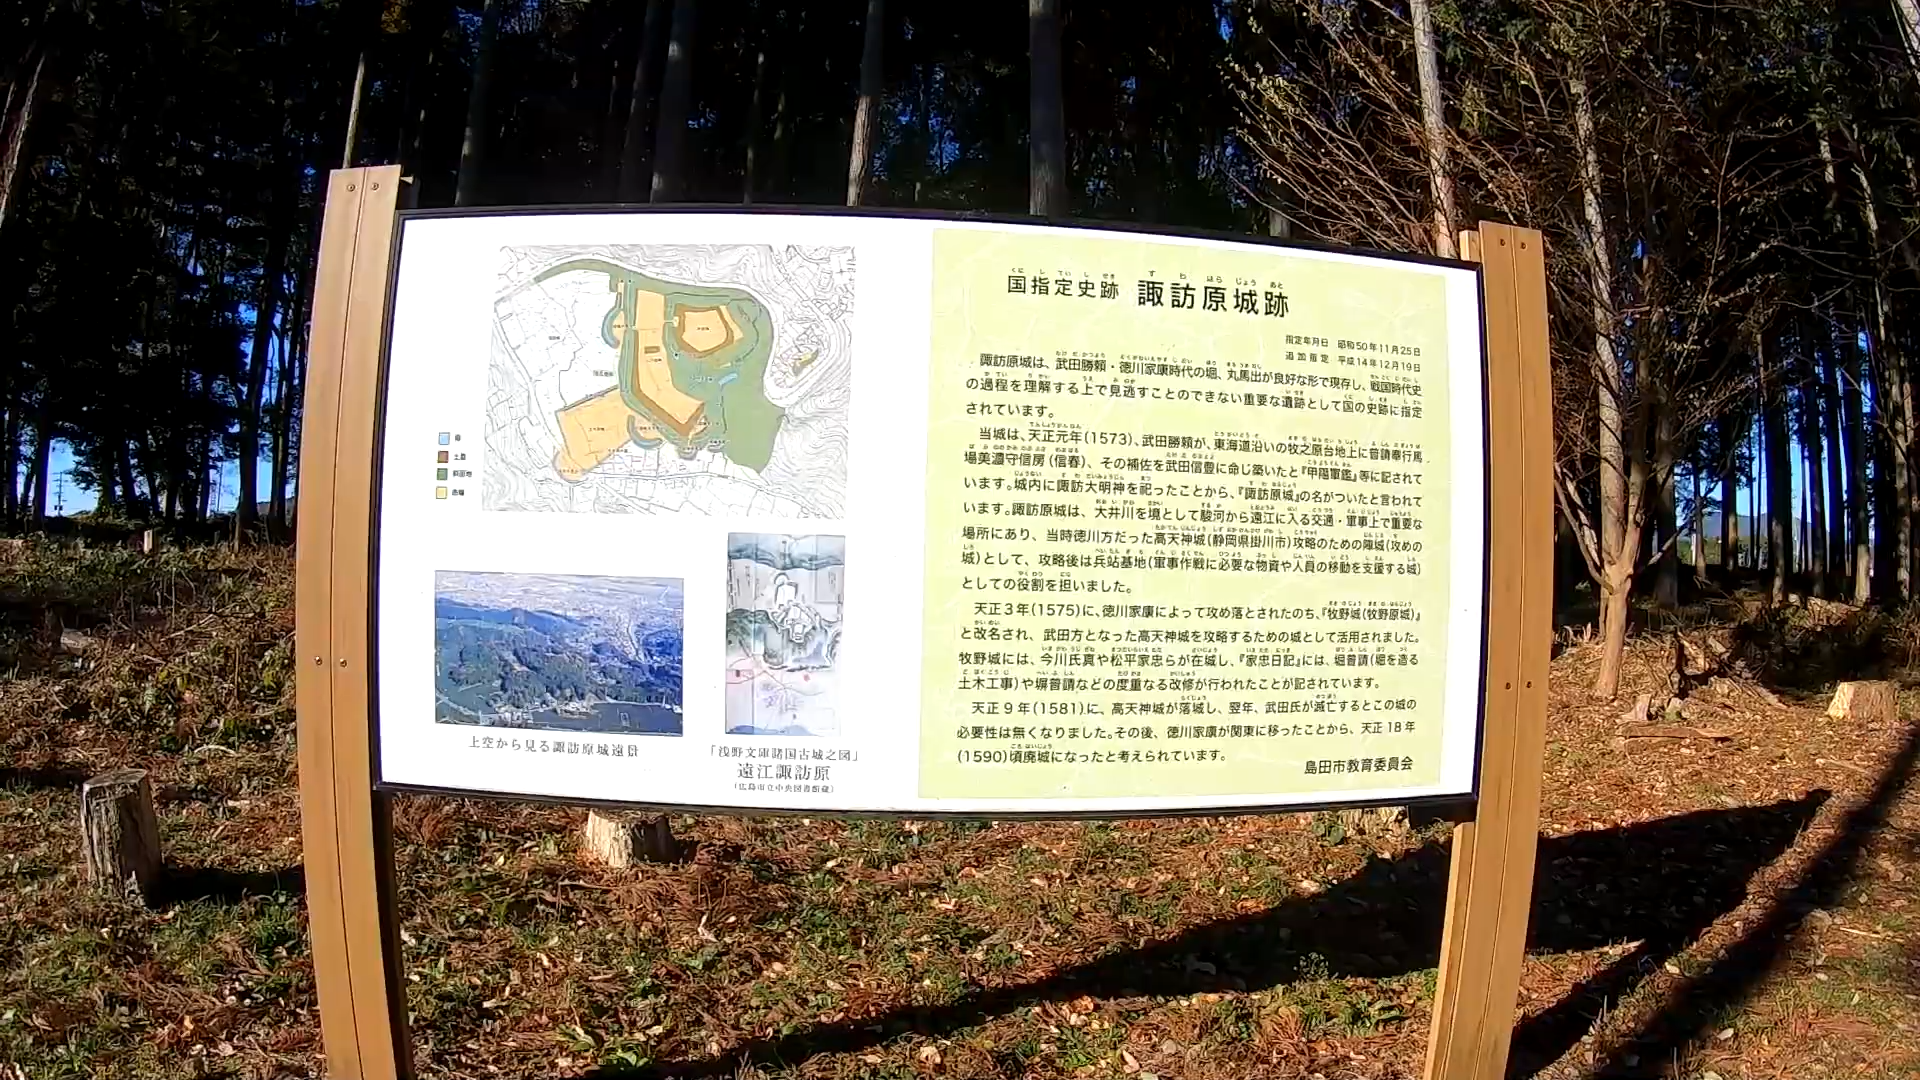 国指定史跡 諏訪原城跡
指定年月日 昭和50年11月25日
追加指定 平成14年12月19日
諏訪原城は、武田勝頼・徳川家康時代の堀、丸馬出が良好な形で現存し、戦国時代史
の過程を理解する上で見逃すことのできない重要な遺跡として国の史跡に指定
されています。
当城は、天正元年(1573)、武田勝頼が、東海道沿いの牧之原台地上に普請奉行馬
場美濃守信房(信春)、その補佐を武田信豊に命じ築いたと『甲陽軍鑑』等に記されて
います。城内に諏訪大明神を祀ったことから、『諏訪原城』の名がついたと言われて
います。諏訪原城は、大井川を境として駿河から遠江に入る交通・軍事上で重要な
場所にあり、当時徳川方だった高天神城(静岡県掛川市)攻略のための陣城(攻めの
城)として、攻略後は兵站基地(軍事作戦に必要な物資や人員の移動を支援する城)
としての役割を担いました。
天正3年(1575)に、徳川家康によって攻め落とされたのち、『牧野城(牧野原城)』
と改名され、武田方となった高天神城を攻略するための城として活用されました。
牧野城には、今川氏真や松平家忠らが在城し、『家忠日記』には、堀普請(堀を造る
土木工事)や塀普請などの度重なる改修が行われたことが記されています。
天正9年(1581)に、高天神城が落城し、翌年、武田氏が滅亡するとこの城の
必要性は無くなりました。その後、徳川家康が関東に移ったことから、天正18年
(1590)頃廃城になったと考えられています。
島田市教育委員会
土塁
斜面地
曲輪
上空から見る諏訪原城遠景
「浅野文庫諸国古城之図」
遠江諏訪原
(広島市立中央図書館蔵)